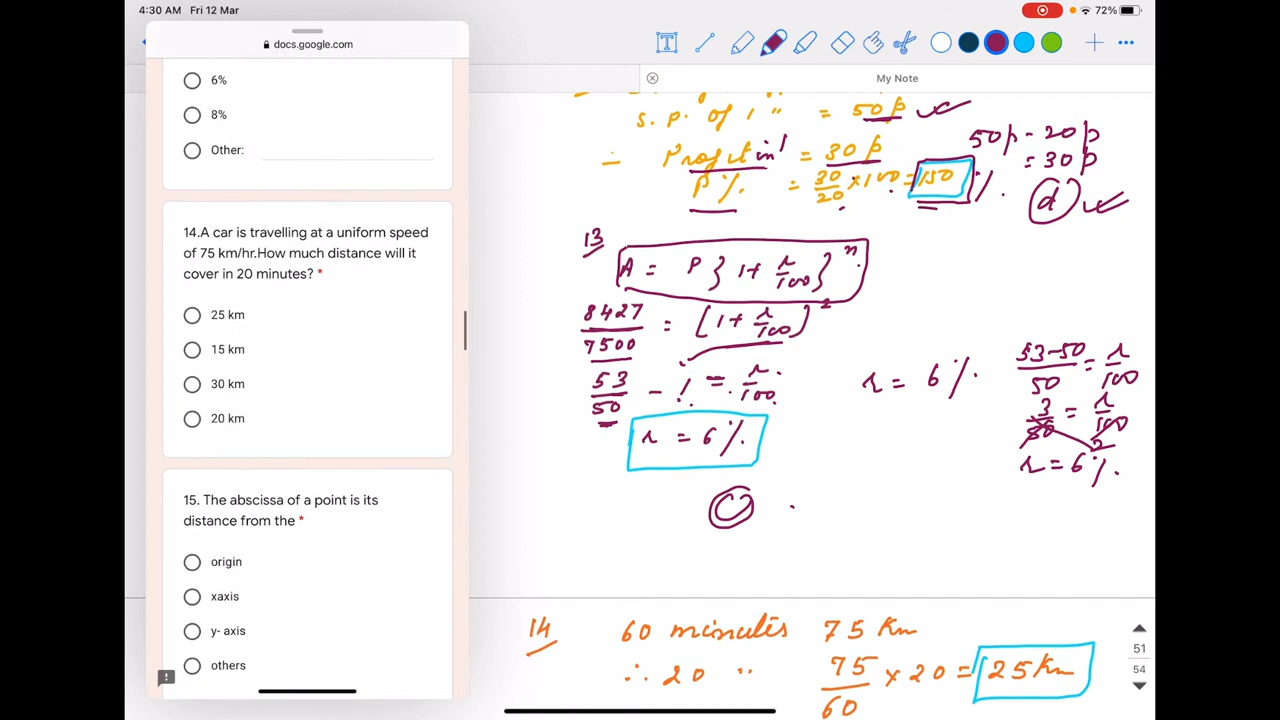 4:30 AM Fri 12 Mar
72%
docs.google.com
6%
8%
Other:
14.A car is travelling at a uniform speed
of 75 km/hr.How much distance will it
cover in 20 minutes? *
25 km
15 km
30 km
20 km
15. The abscissa of a point is its
distance from the *
origin
xaxis
y- axis
others
My Note
S.P. of 1 " = 50 p
∴ Profit in 1 = 30 p
P% = 30/20 × 100 = 150 %.
50p - 20p
= 30 p
d
13
A = P { 1 + r/100 }^n
8427/7500 = [1 + r/100)^2
53/50 - 1 = r/100
r = 6%.
C
r = 6%.
53-50/50 = r/100
3/50 = r/100
2
r = 6%.
14 60 minutes 75 Km
∴ 20 " 75/60 × 20 = 25 Km
51
54